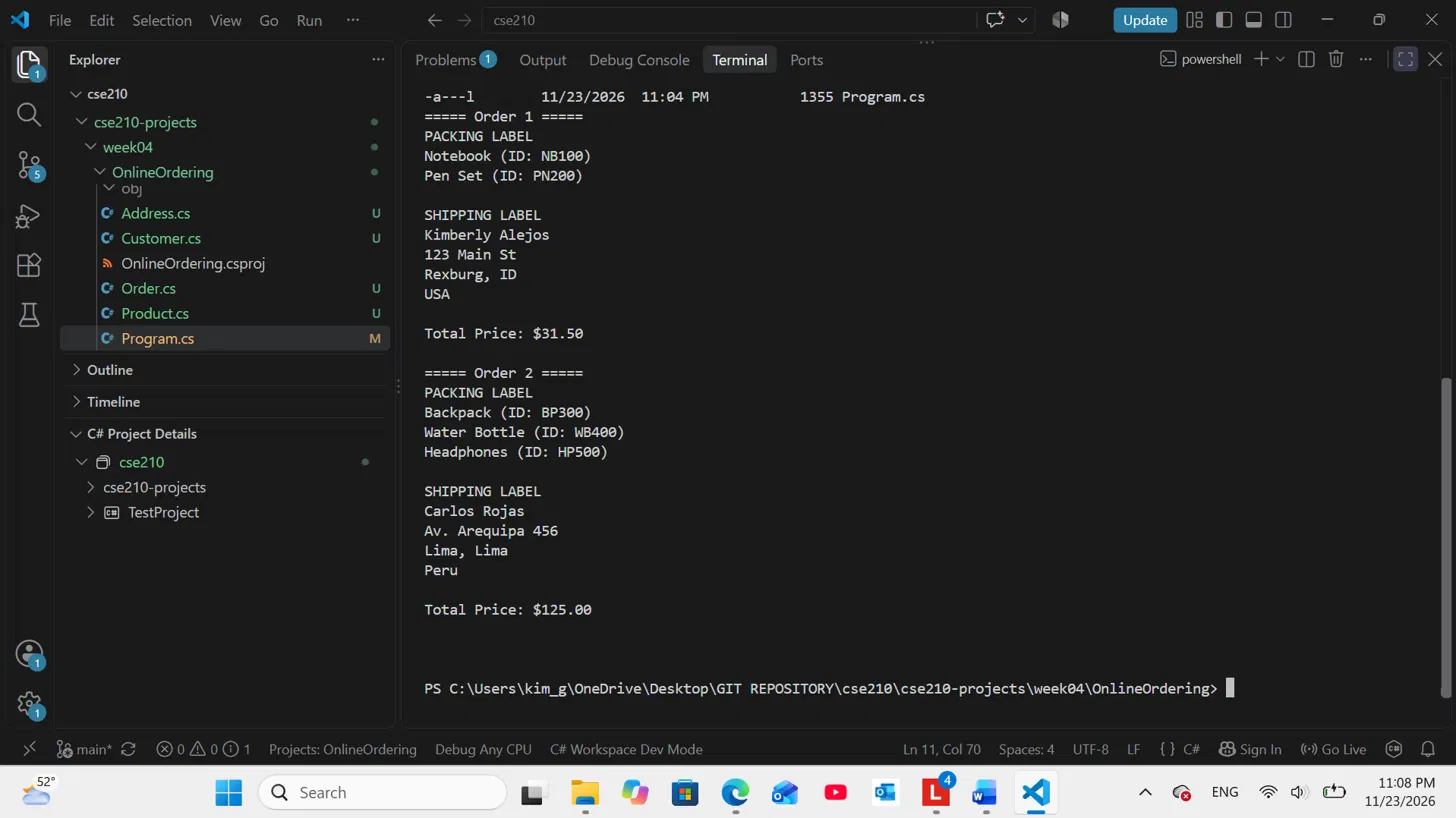 File Edit Selection View Go Run ···
cse210
Update
Explorer ···
cse210
cse210-projects
week04
OnlineOrdering
obj
Address.cs U
Customer.cs U
OnlineOrdering.csproj
Order.cs U
Product.cs U
Program.cs M
Outline
Timeline
C# Project Details
cse210
cse210-projects
TestProject
1
5
1
1
Problems 1 Output Debug Console Terminal Ports
powershell
-a---l 11/23/2026 11:04 PM 1355 Program.cs
===== Order 1 =====
PACKING LABEL
Notebook (ID: NB100)
Pen Set (ID: PN200)
SHIPPING LABEL
Kimberly Alejos
123 Main St
Rexburg, ID
USA
Total Price: $31.50
===== Order 2 =====
PACKING LABEL
Backpack (ID: BP300)
Water Bottle (ID: WB400)
Headphones (ID: HP500)
SHIPPING LABEL
Carlos Rojas
Av. Arequipa 456
Lima, Lima
Peru
Total Price: $125.00
PS C:\Users\kim_g\OneDrive\Desktop\GIT REPOSITORY\cse210\cse210-projects\week04\OnlineOrdering>
main* 0 0 1 Projects: OnlineOrdering Debug Any CPU C# Workspace Dev Mode Ln 11, Col 70 Spaces: 4 UTF-8 LF { } C# Sign In Go Live
52°
Search
4
ENG
11:08 PM
11/23/2026